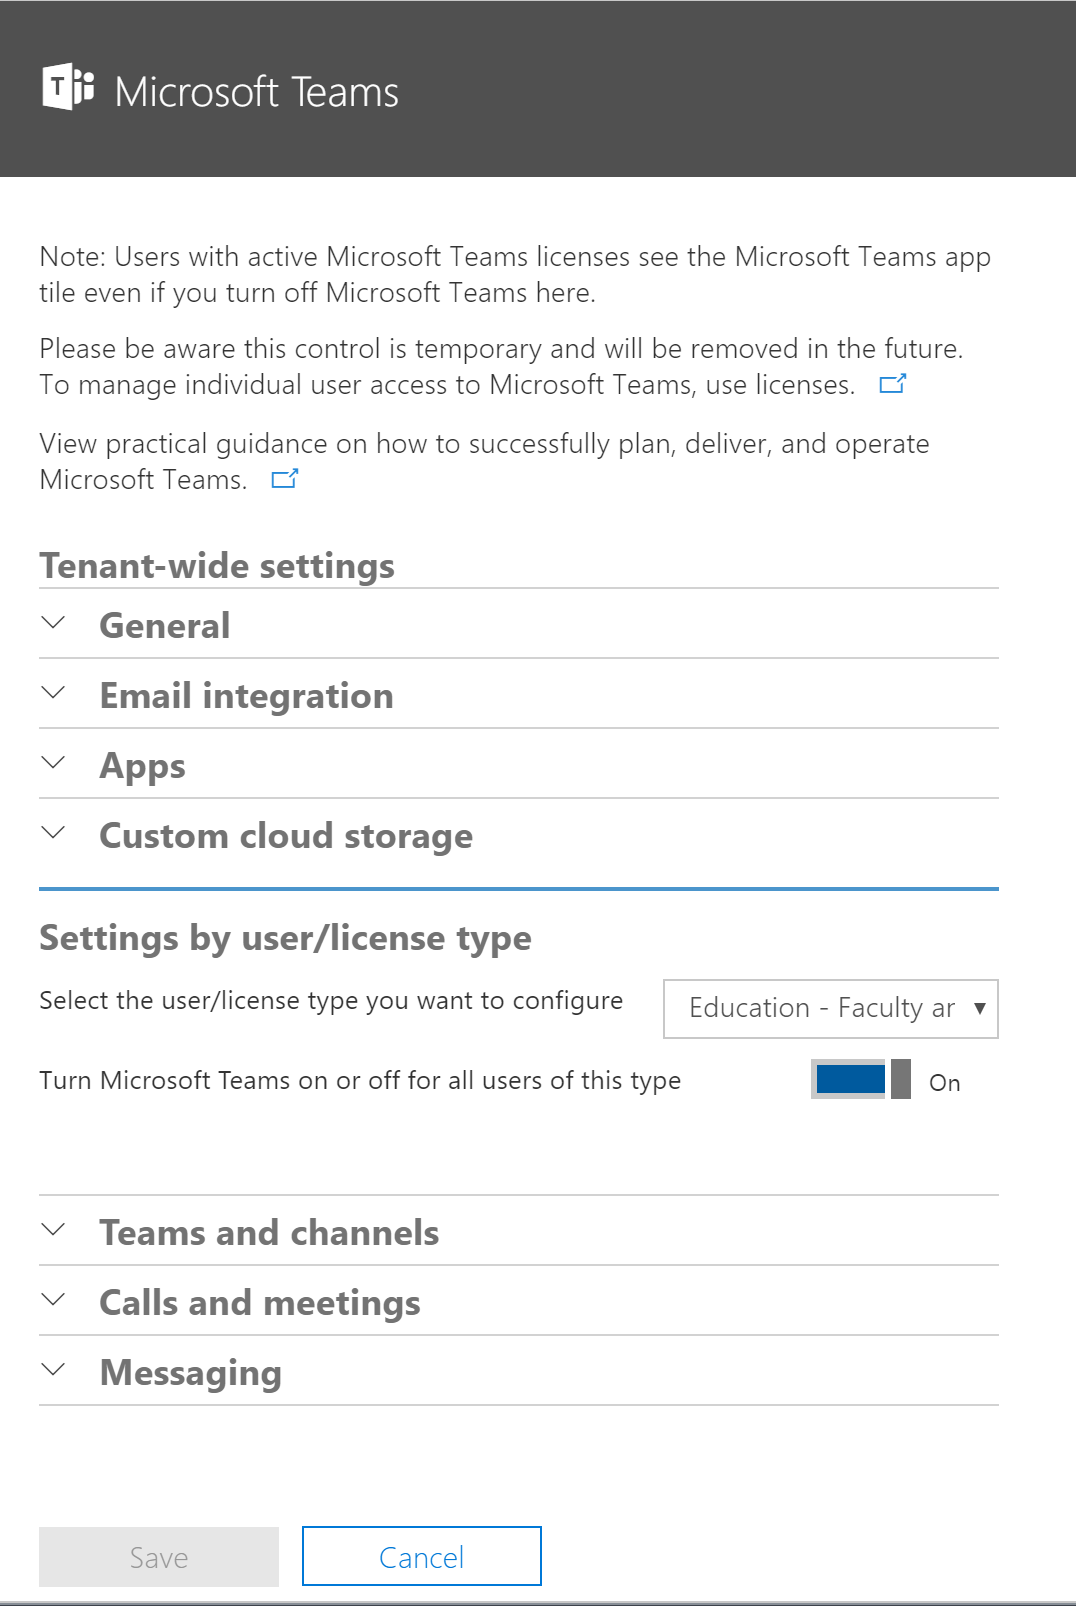 T
Microsoft Teams
Note: Users with active Microsoft Teams licenses see the Microsoft Teams app
tile even if you turn off Microsoft Teams here.
Please be aware this control is temporary and will be removed in the future.
To manage individual user access to Microsoft Teams, use licenses.
View practical guidance on how to successfully plan, deliver, and operate
Microsoft Teams.
Tenant-wide settings
General
Email integration
Apps
Custom cloud storage
Settings by user/license type
Select the user/license type you want to configure
Education - Faculty ar
Turn Microsoft Teams on or off for all users of this type
On
Teams and channels
Calls and meetings
Messaging
Save
Cancel